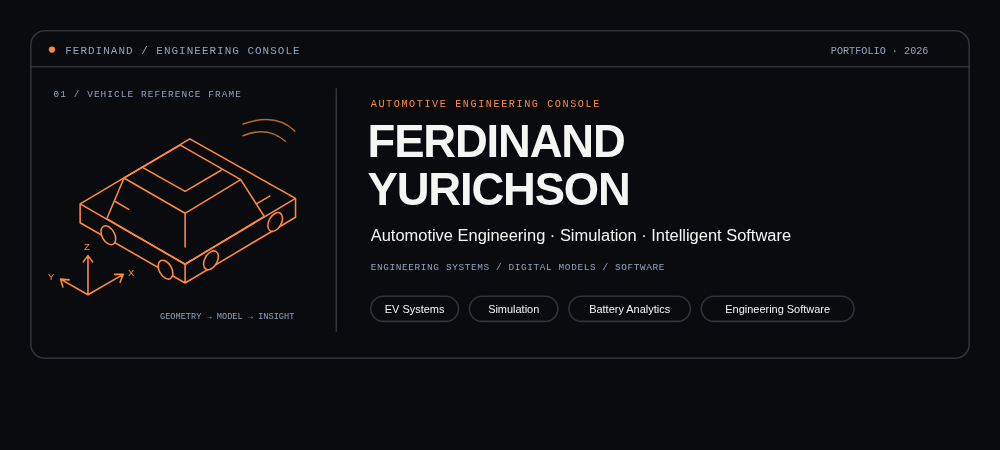 FERDINAND / ENGINEERING CONSOLE
PORTFOLIO · 2026
01 / VEHICLE REFERENCE FRAME
Z
Y
X
GEOMETRY → MODEL → INSIGHT
AUTOMOTIVE ENGINEERING CONSOLE
FERDINAND
YURICHSON
Automotive Engineering · Simulation · Intelligent Software
ENGINEERING SYSTEMS / DIGITAL MODELS / SOFTWARE
EV Systems
Simulation
Battery Analytics
Engineering Software